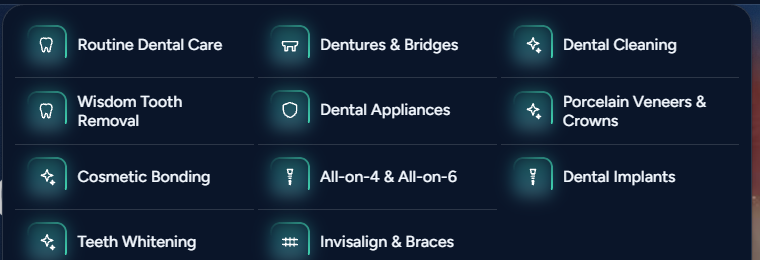 Routine Dental Care
Dentures & Bridges
Dental Cleaning
Wisdom Tooth
Removal
Dental Appliances
Porcelain Veneers &
Crowns
Cosmetic Bonding
All-on-4 & All-on-6
Dental Implants
Teeth Whitening
Invisalign & Braces